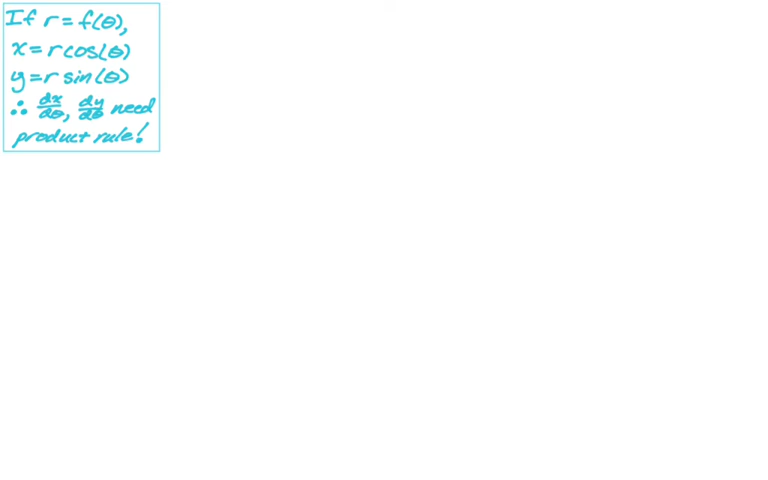 If r = f(θ),
x = r cos(θ)
y = r sin(θ)
∴ dx/dθ, dy/dθ need
product rule!